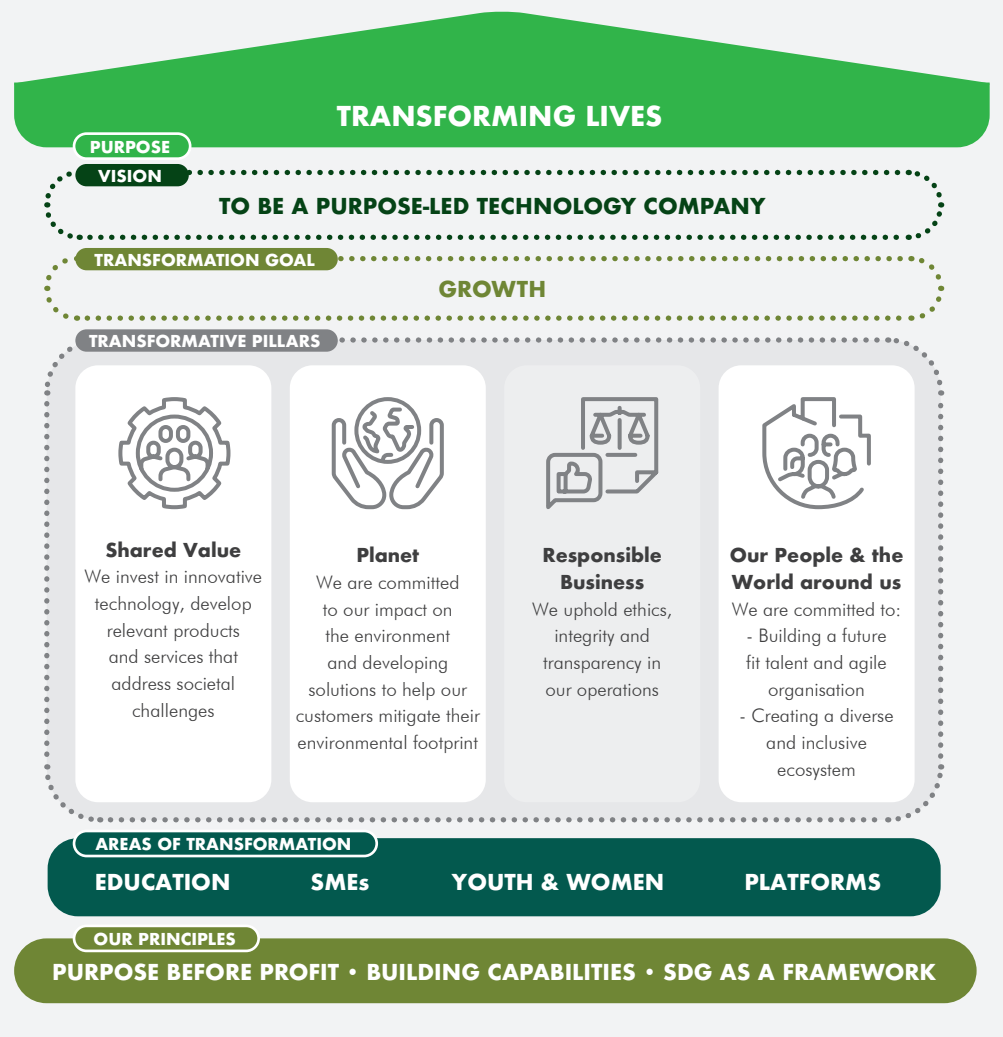 TRANSFORMING LIVES
PURPOSE
VISION
TO BE A PURPOSE-LED TECHNOLOGY COMPANY
TRANSFORMATION GOAL
GROWTH
TRANSFORMATIVE PILLARS
Shared Value
We invest in innovative
technology, develop
relevant products
and services that
address societal
challenges
Planet
We are committed
to our impact on
the environment
and developing
solutions to help our
customers mitigate their
environmental footprint
Responsible
Business
We uphold ethics,
integrity and
transparency in
our operations
Our People & the
World around us
We are committed to:
- Building a future
fit talent and agile
organisation
- Creating a diverse
and inclusive
ecosystem
AREAS OF TRANSFORMATION
EDUCATION SMEs YOUTH & WOMEN PLATFORMS
OUR PRINCIPLES
PURPOSE BEFORE PROFIT • BUILDING CAPABILITIES • SDG AS A FRAMEWORK